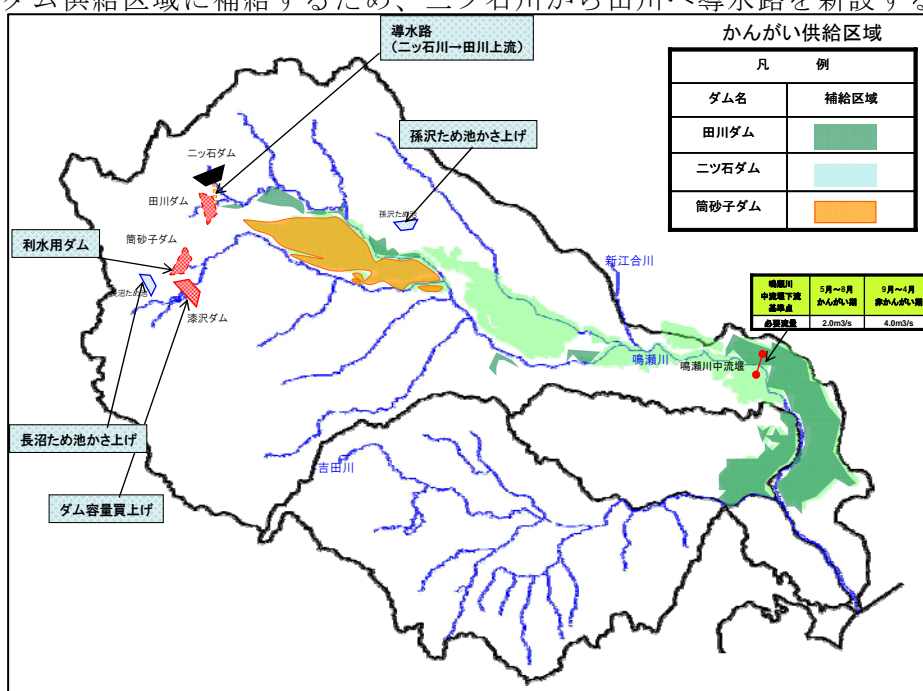 ダム供給区域に補給するため、二ツ石川から田川へ導水路を新設する
導水路
(二ッ石川→田川上流)
かんがい供給区域
凡 例
ダム名 補給区域
田川ダム
二ツ石ダム
筒砂子ダム
孫沢ため池かさ上げ
二ッ石ダム
田川ダム
孫沢ため池
利水用ダム
筒砂子ダム
長沼ため池
漆沢ダム
新江合川
鳴瀬川
中流堰下流
基準点
5月～8月
かんがい期
9月～4月
非かんがい期
必要流量 2.0m3/s 4.0m3/s
鳴瀬川
鳴瀬川中流堰
長沼ため池かさ上げ
吉田川
ダム容量買上げ